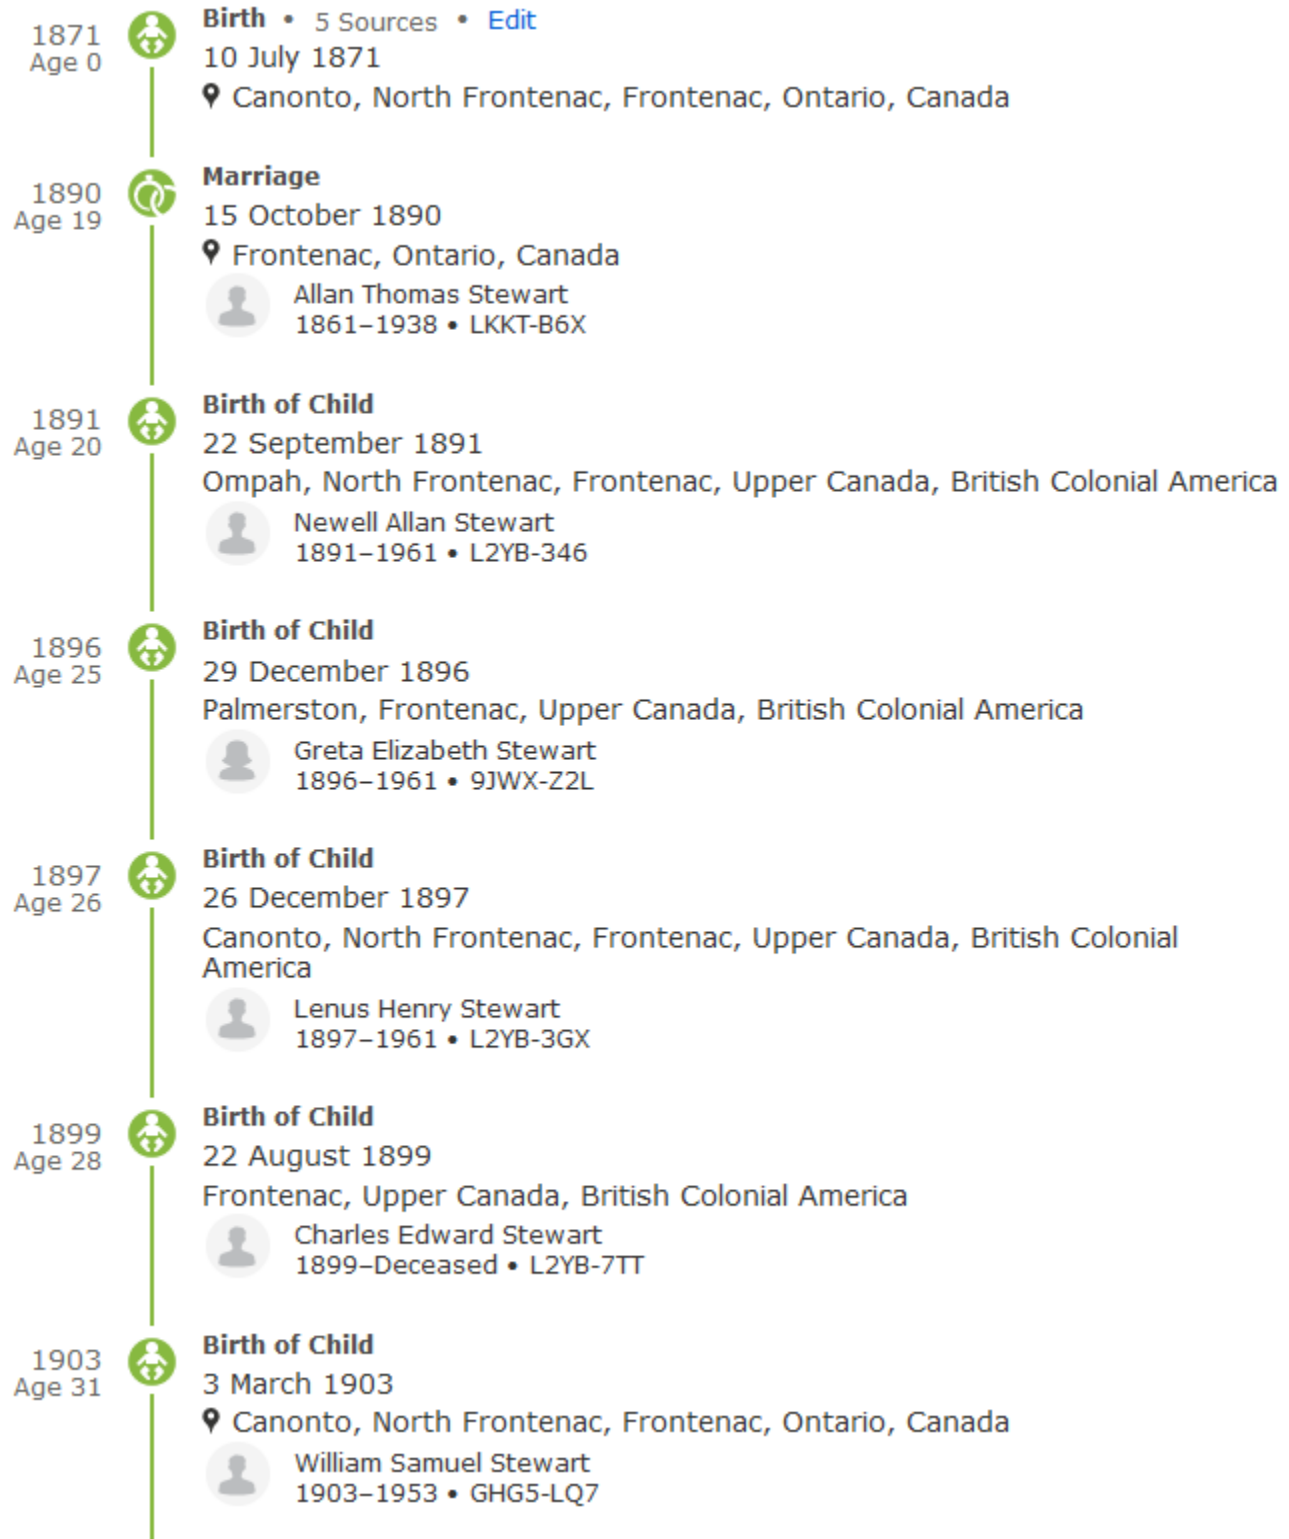 1871
Age 0
Birth • 5 Sources • Edit
10 July 1871
Canonto, North Frontenac, Frontenac, Ontario, Canada
1890
Age 19
Marriage
15 October 1890
Frontenac, Ontario, Canada
Allan Thomas Stewart
1861–1938 • LKKT-B6X
1891
Age 20
Birth of Child
22 September 1891
Ompah, North Frontenac, Frontenac, Upper Canada, British Colonial America
Newell Allan Stewart
1891–1961 • L2YB-346
1896
Age 25
Birth of Child
29 December 1896
Palmerston, Frontenac, Upper Canada, British Colonial America
Greta Elizabeth Stewart
1896–1961 • 9JWX-Z2L
1897
Age 26
Birth of Child
26 December 1897
Canonto, North Frontenac, Frontenac, Upper Canada, British Colonial
America
Lenus Henry Stewart
1897–1961 • L2YB-3GX
1899
Age 28
Birth of Child
22 August 1899
Frontenac, Upper Canada, British Colonial America
Charles Edward Stewart
1899–Deceased • L2YB-7TT
1903
Age 31
Birth of Child
3 March 1903
Canonto, North Frontenac, Frontenac, Ontario, Canada
William Samuel Stewart
1903–1953 • GHG5-LQ7